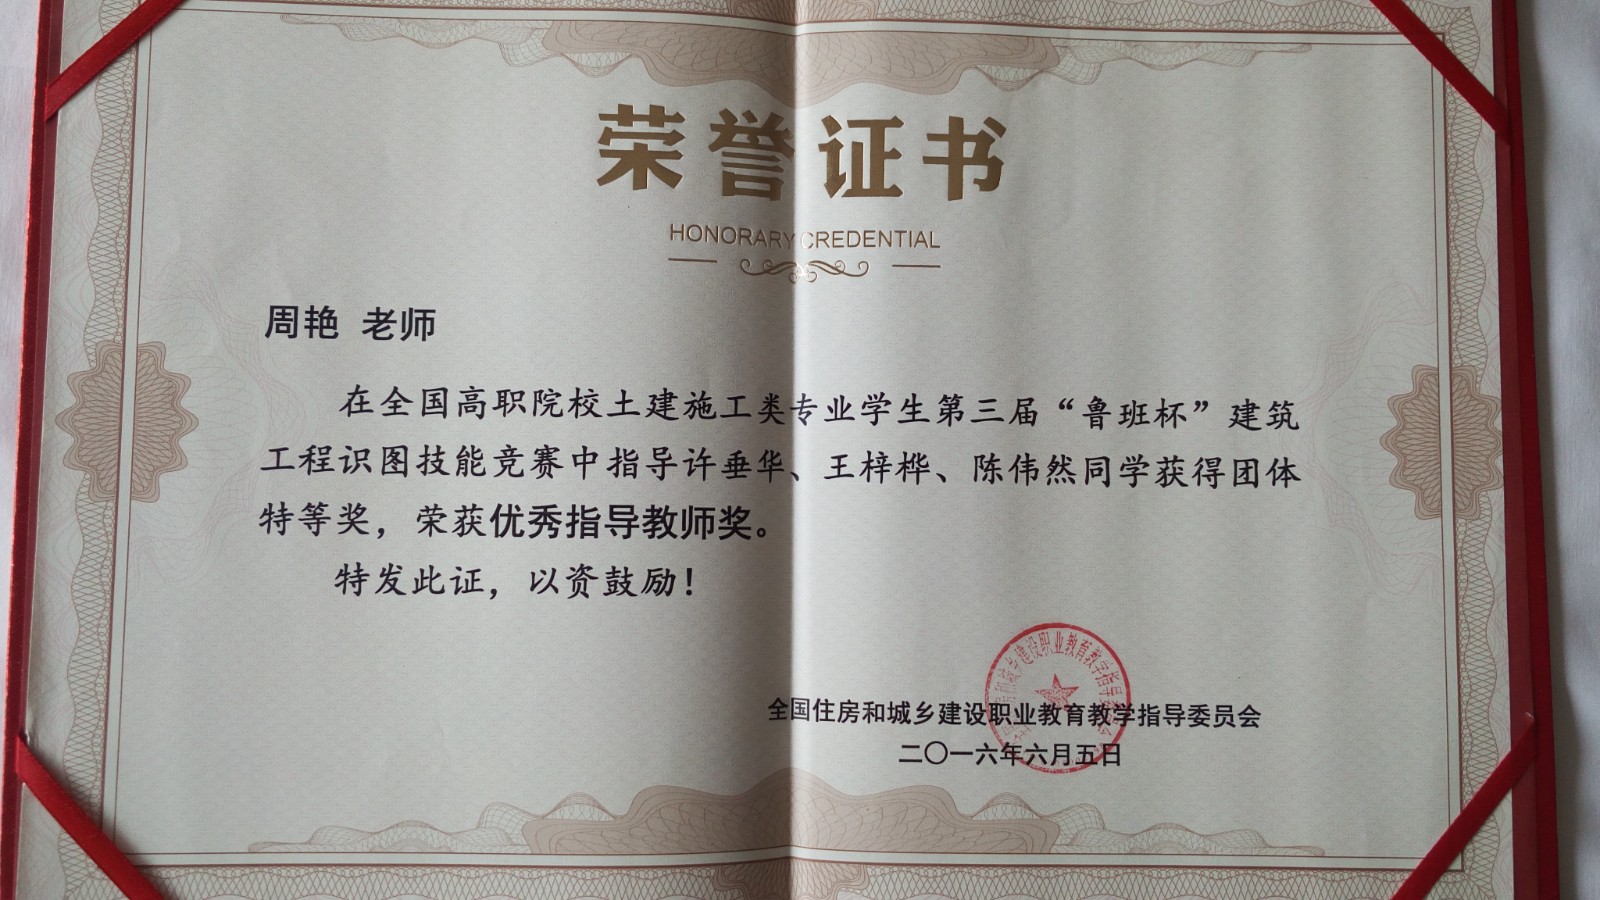 荣誉证书
HONORARY CREDENTIAL
周艳 老师
在全国高职院校土建施工类专业学生第三届“鲁班杯”建筑
工程识图技能竞赛中指导许垂华、王梓桦、陈伟然同学获得团体
特等奖，荣获优秀指导教师奖。
特发此证，以资鼓励！
全国住房和城乡建设职业教育教学指导委员会
二〇一六年六月五日